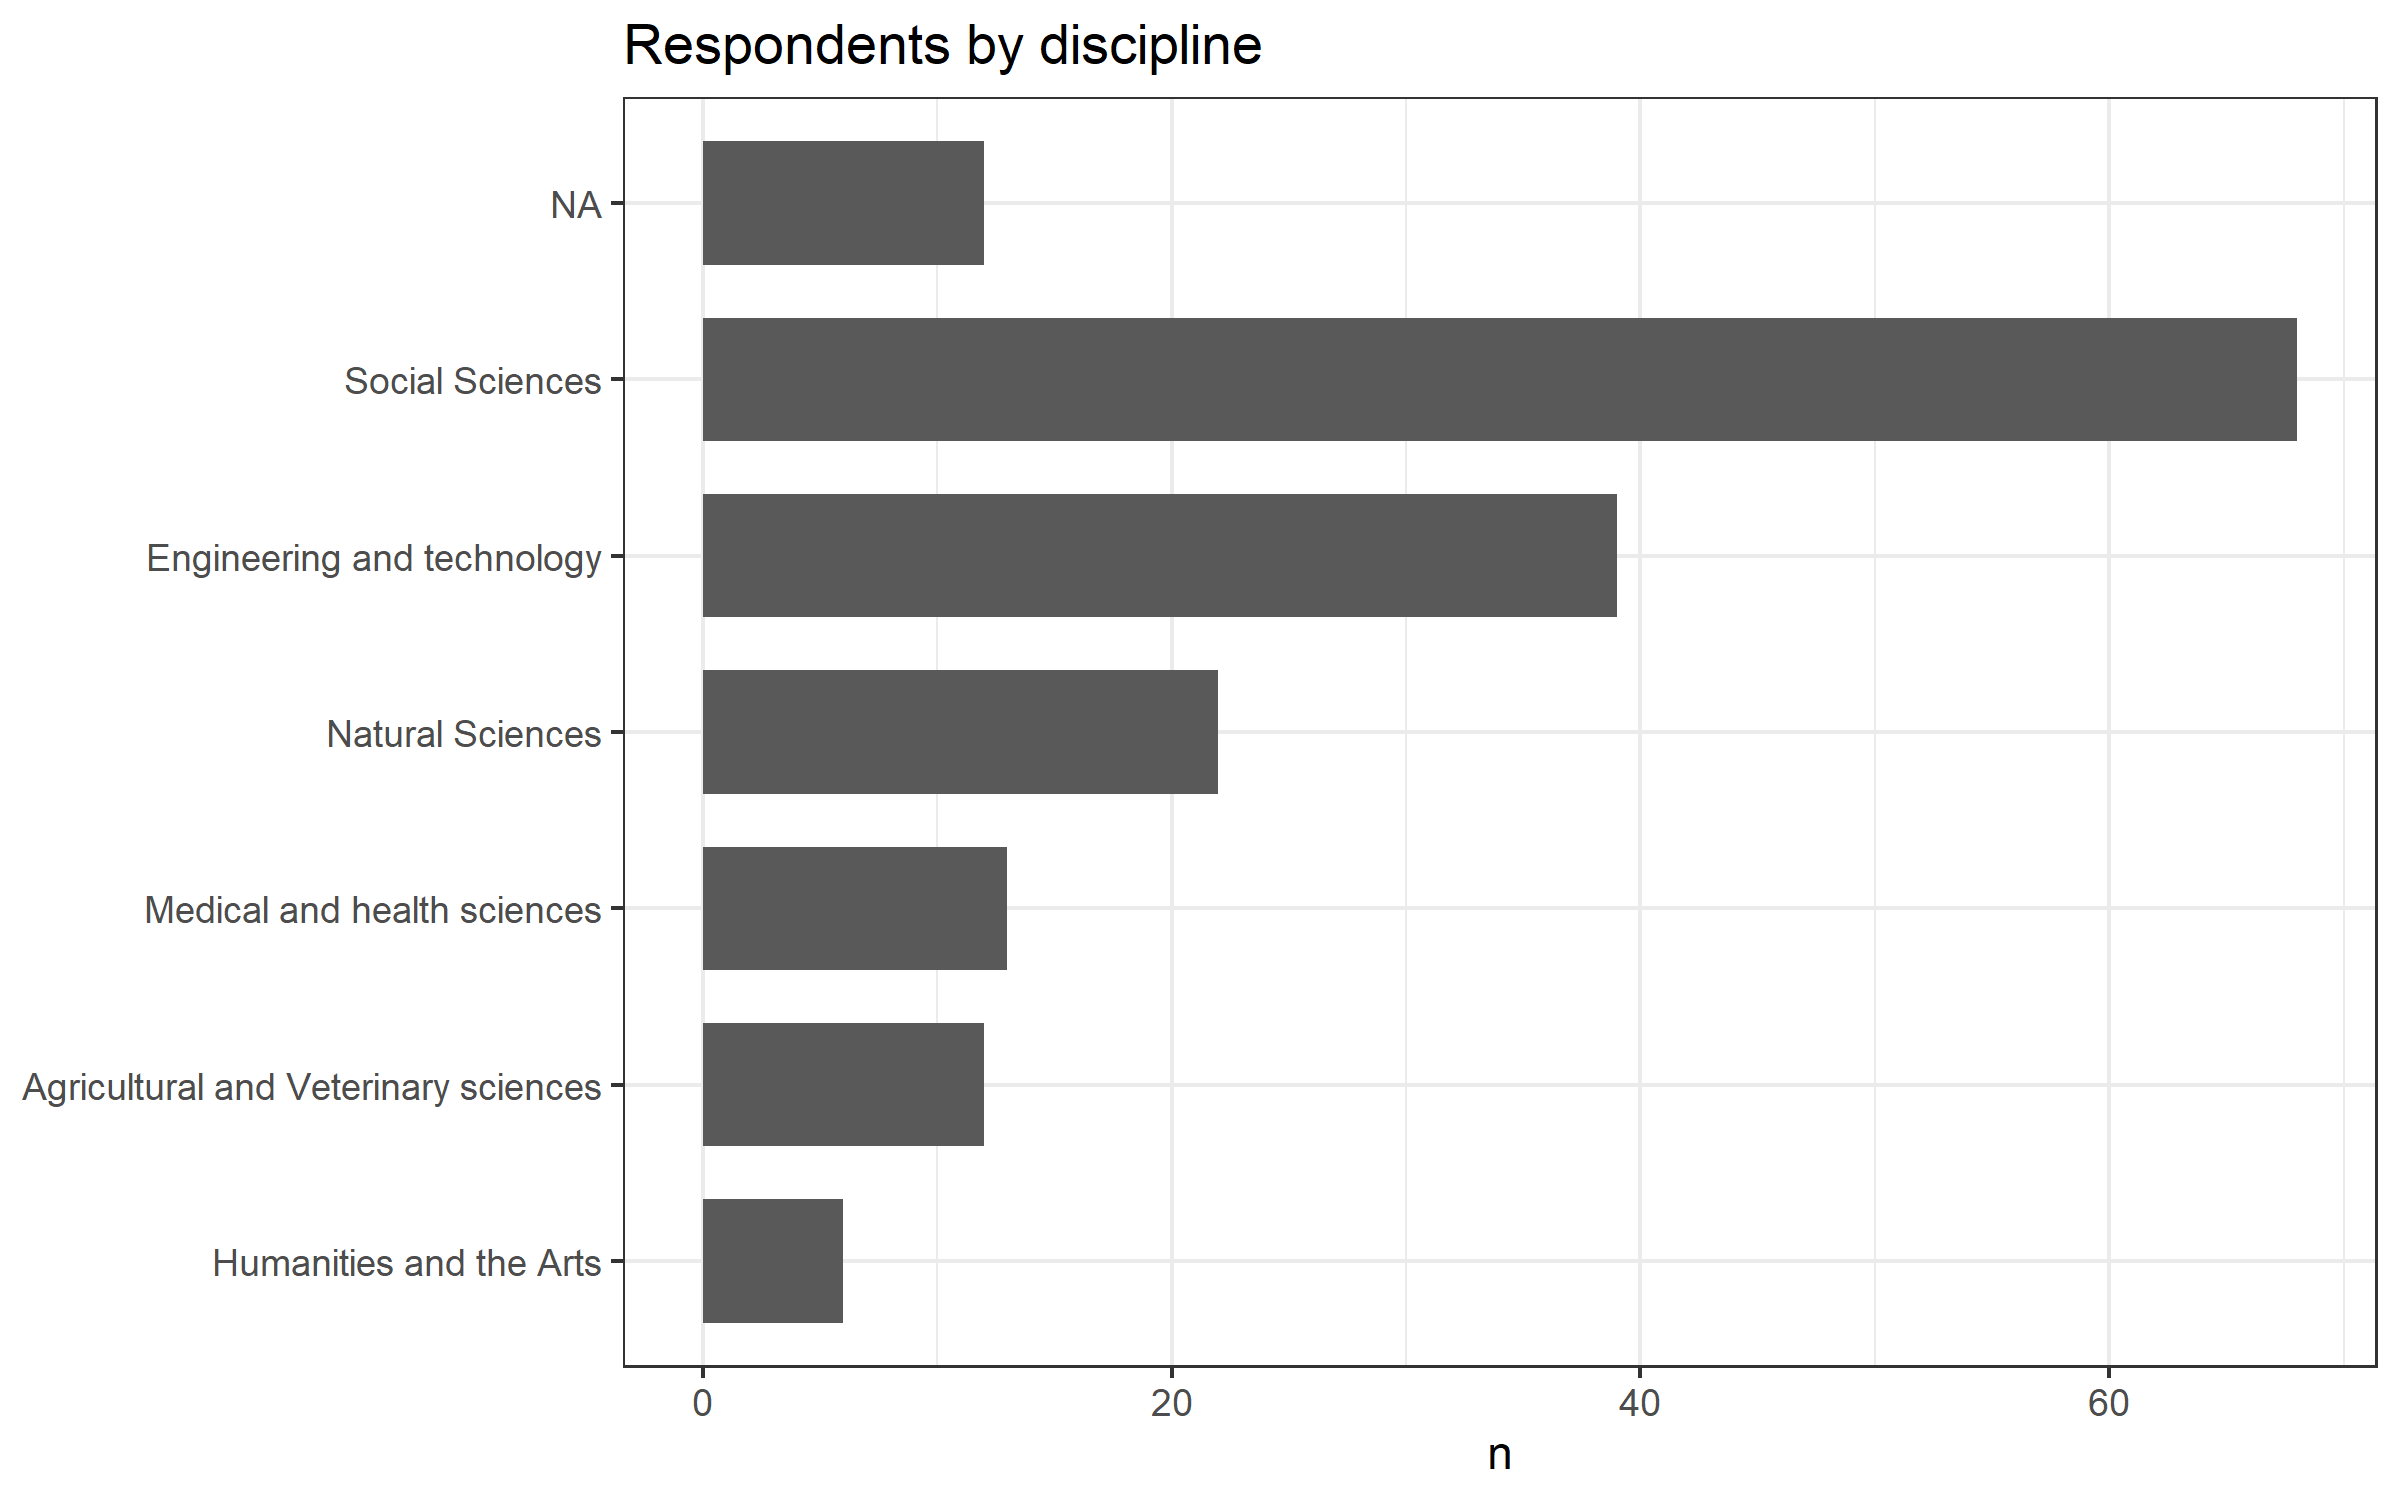 Respondents by discipline
NA
Social Sciences
Engineering and technology
Natural Sciences
Medical and health sciences
Agricultural and Veterinary sciences
Humanities and the Arts
0 20 40 60
n